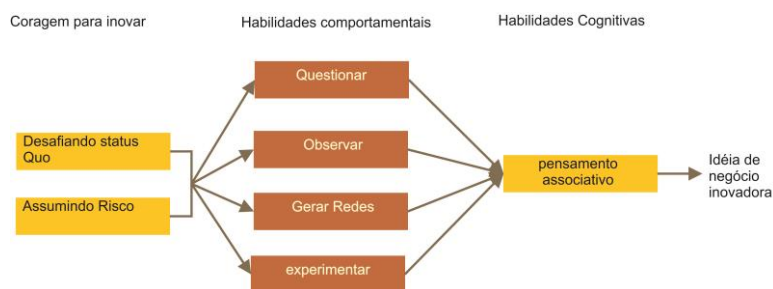 Coragem para inovar
Habilidades comportamentais
Habilidades Cognitivas
Questionar
Desafiando status
Quo
Observar
pensamento
associativo
Idéia de
negócio
inovadora
Assumindo Risco
Gerar Redes
experimentar